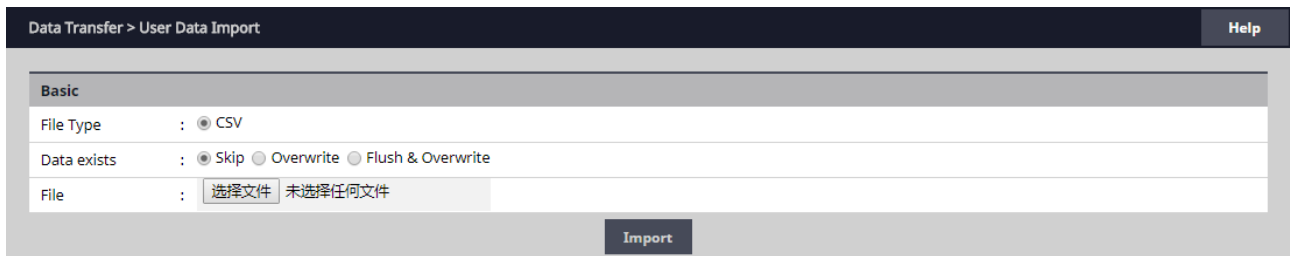 Data Transfer > User Data Import Help
Basic
File Type : CSV
Data exists : Skip Overwrite Flush & Overwrite
File : 选择文件 未选择任何文件
Import